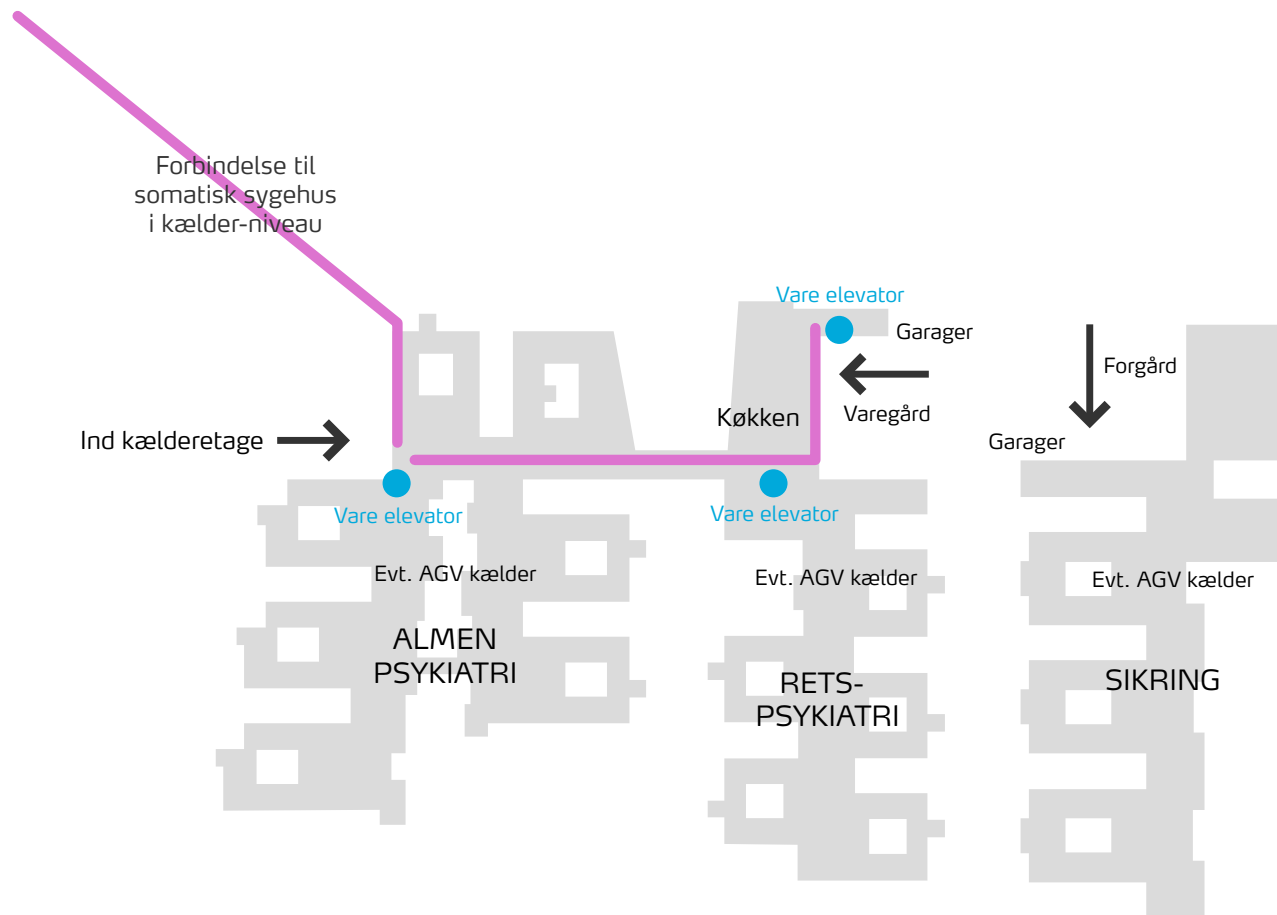 Forbindelse til
somatisk sygehus
i kælder-niveau
Vare elevator
Garager
Forgård
Varegård
Køkken
Ind kælderetage
Garager
Vare elevator
Vare elevator
Evt. AGV kælder
Evt. AGV kælder
Evt. AGV kælder
ALMEN
PSYKIATRI
RETS-
PSYKIATRI
SIKRING